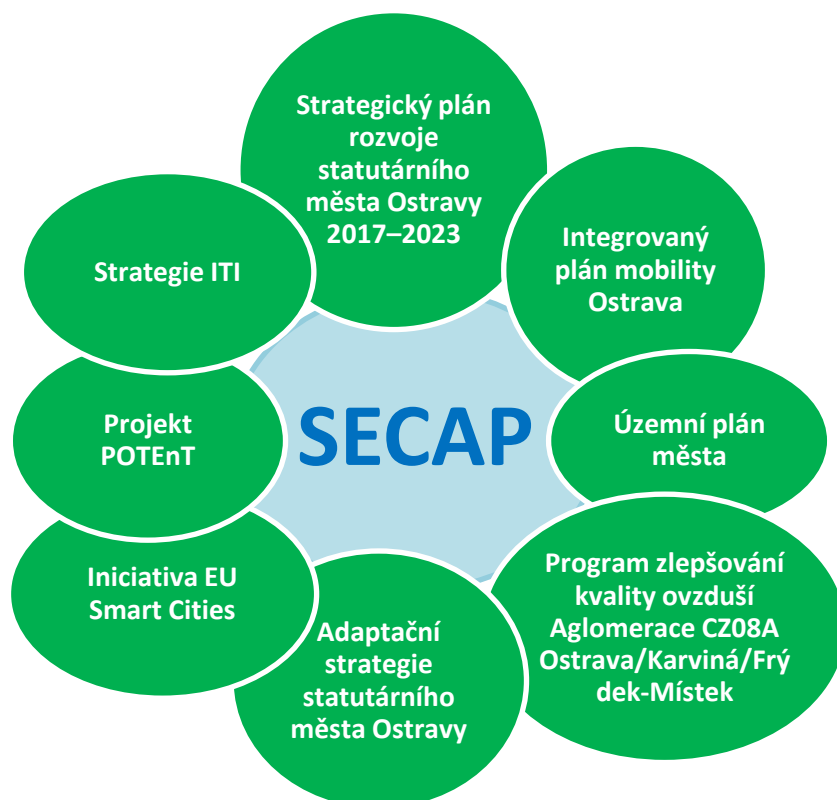 Strategický plán
rozvoje
statutárního
města Ostravy
2017–2023
Integrovaný
plán mobility
Ostrava
Územní plán
města
Program zlepšování
kvality ovzduší
Aglomerace CZ08A
Ostrava/Karviná/Frý
dek-Místek
Adaptační
strategie
statutárního
města Ostravy
Iniciativa EU
Smart Cities
Projekt
POTEnT
Strategie ITI
SECAP